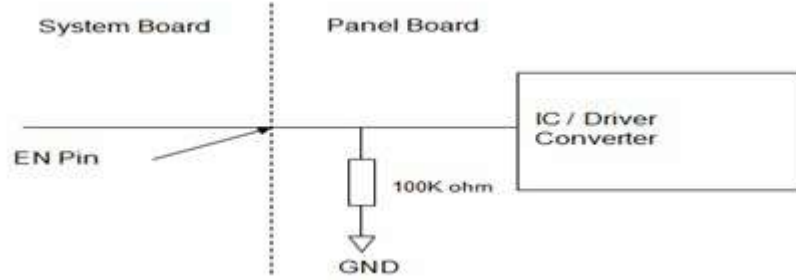 System Board
Panel Board
IC / Driver
Converter
EN Pin
100K ohm
GND